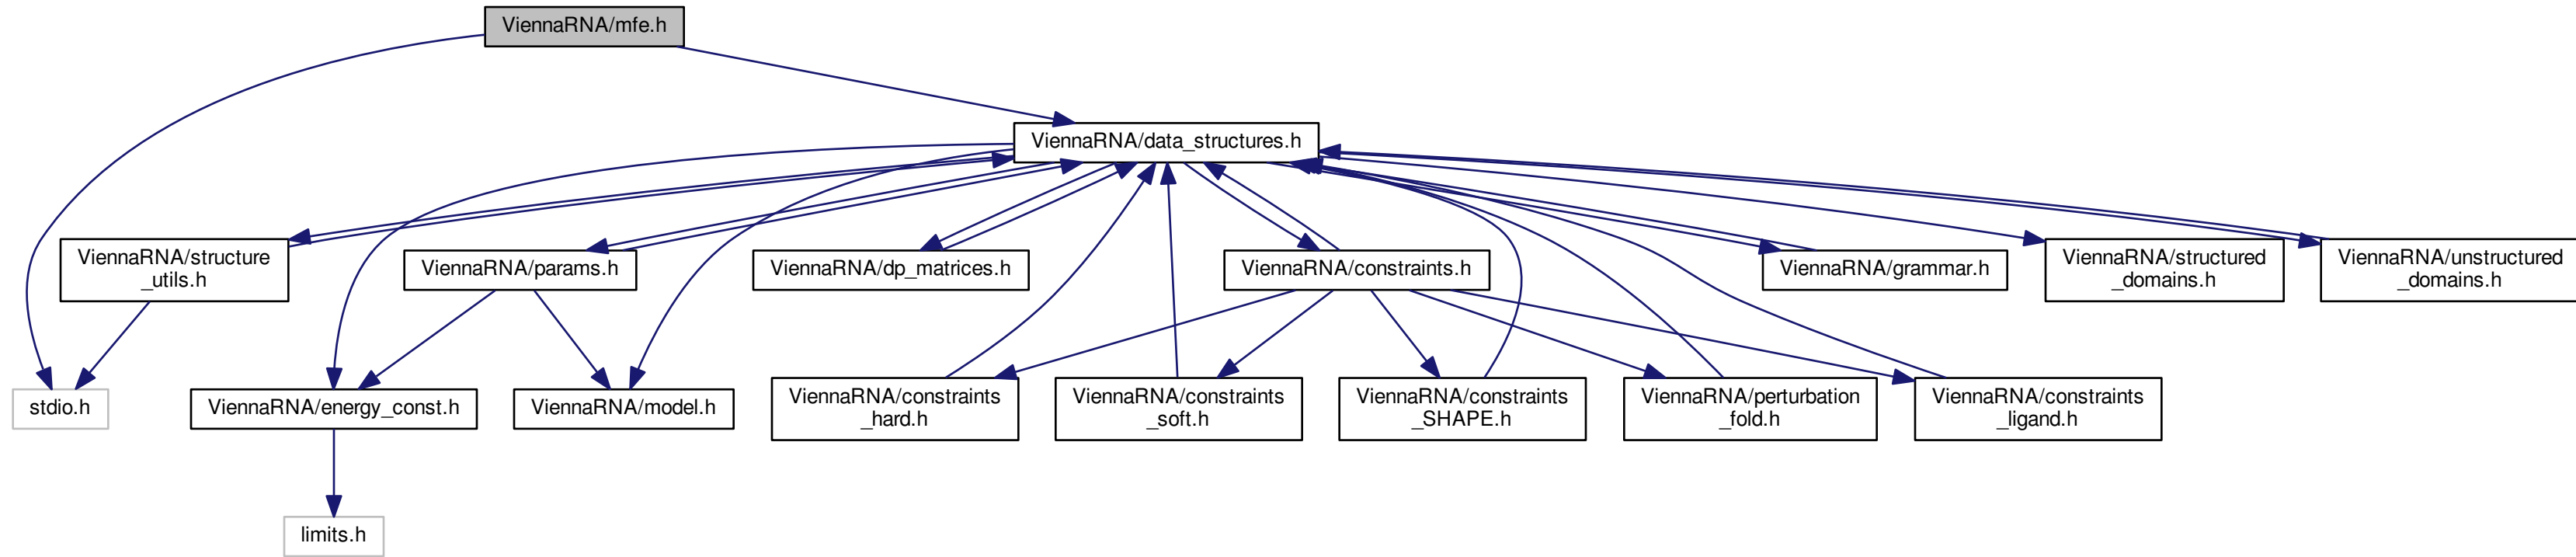 ViennaRNA/mfe.h
ViennaRNA/data_structures.h
ViennaRNA/structure
_utils.h
ViennaRNA/params.h
ViennaRNA/dp_matrices.h
ViennaRNA/constraints.h
ViennaRNA/grammar.h
ViennaRNA/structured
_domains.h
ViennaRNA/unstructured
_domains.h
stdio.h
ViennaRNA/energy_const.h
ViennaRNA/model.h
ViennaRNA/constraints
_hard.h
ViennaRNA/constraints
_soft.h
ViennaRNA/constraints
_SHAPE.h
ViennaRNA/perturbation
_fold.h
ViennaRNA/constraints
_ligand.h
limits.h